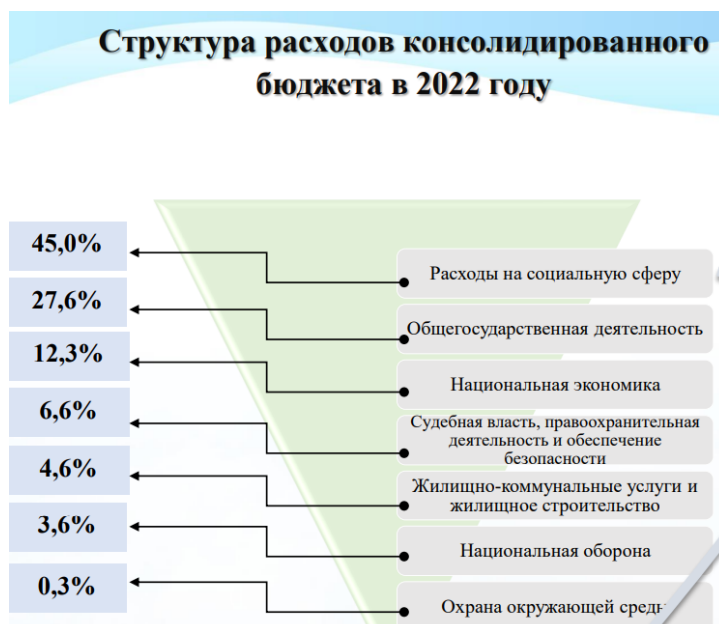 Структура расходов консолидированного
бюджета в 2022 году
45,0%
Расходы на социальную сферу
27,6%
Общегосударственная деятельность
12,3%
Национальная экономика
6,6%
Судебная власть, правоохранительная
деятельность и обеспечение
безопасности
4,6%
Жилищно-коммунальные услуги и
жилищное строительство
3,6%
Национальная оборона
0,3%
Охрана окружающей